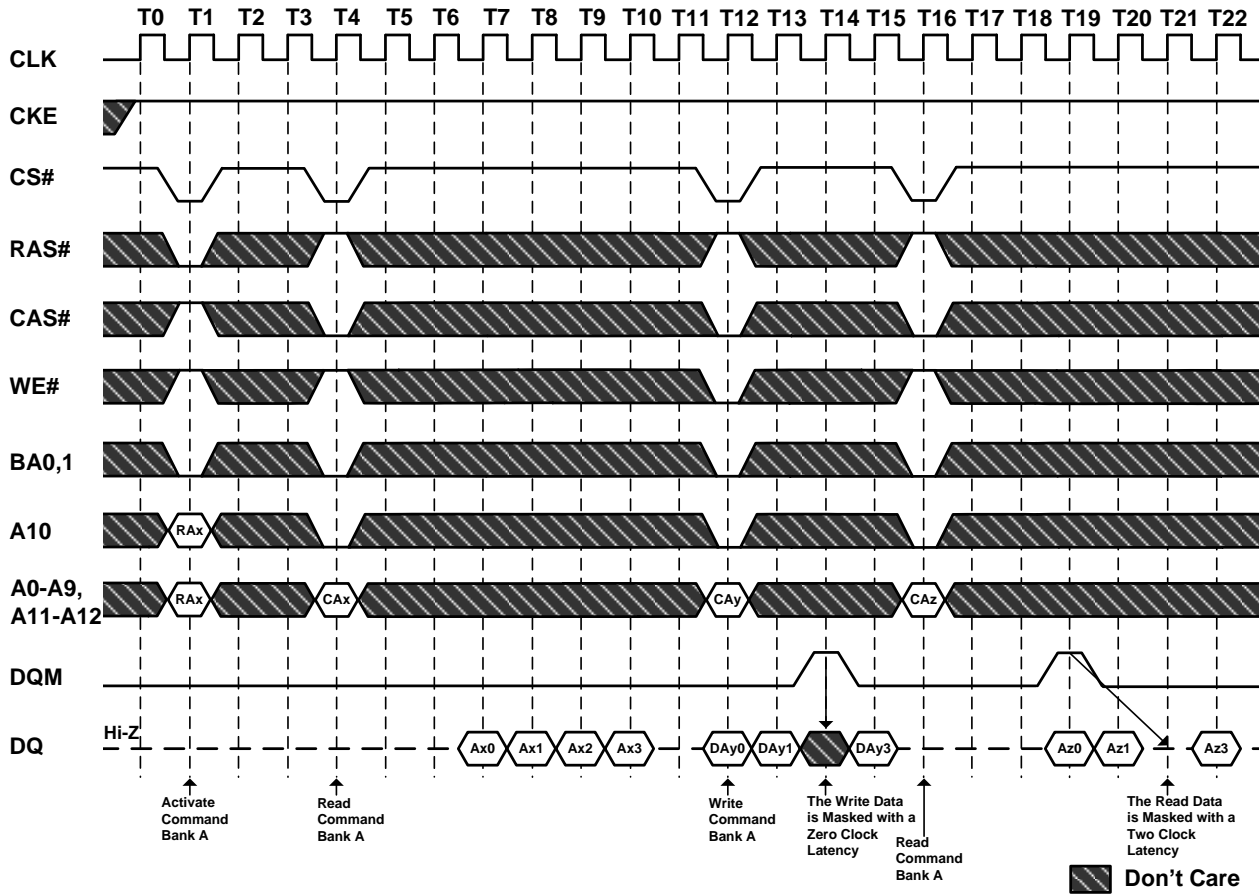 T0 T1 T2 T3 T4 T5 T6 T7 T8 T9 T10 T11 T12 T13 T14 T15 T16 T17 T18 T19 T20 T21 T22
CLK
CKE
CS#
RAS#
CAS#
WE#
BA0,1
A10
RAx
A0-A9,
A11-A12
RAx CAx CAy CAz
DQM
DQ
Hi-Z
Ax0 Ax1 Ax2 Ax3 DAy0 DAy1 DAy3 Az0 Az1 Az3
Activate
Command
Bank A
Read
Command
Bank A
Write
Command
Bank A
The Write Data
is Masked with a
Zero Clock
Latency
Read
Command
Bank A
The Read Data
is Masked with a
Two Clock
Latency
Don't Care